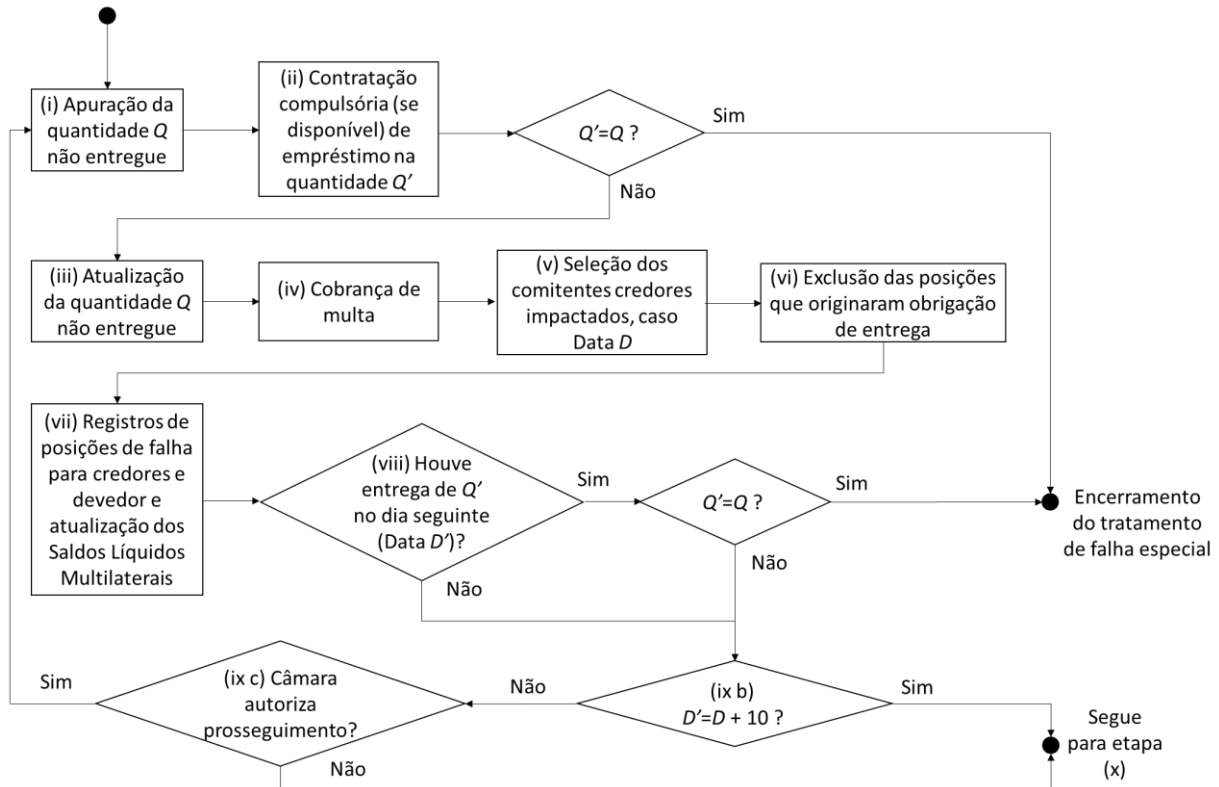 (i) Apuração da
quantidade Q
não entregue
(ii) Contratação
compulsória (se
disponível) de
empréstimo na
quantidade Q’
Q’=Q ?
Sim
Não
(iii) Atualização
da quantidade Q
não entregue
(iv) Cobrança de
multa
(v) Seleção dos
comitentes credores
impactados, caso
Data D
(vi) Exclusão das posições
que originaram obrigação
de entrega
(vii) Registros de
posições de falha
para credores e
devedor e
atualização dos
Saldos Líquidos
Multilaterais
(viii) Houve
entrega de Q’
no dia seguinte
(Data D’)?
Sim
Não
Q’=Q ?
Sim
Não
Encerramento
do tratamento
de falha especial
(ix b)
D’=D + 10 ?
Sim
Não
(ix c) Câmara
autoriza
prosseguimento?
Sim
Não
Segue
para etapa
(x)